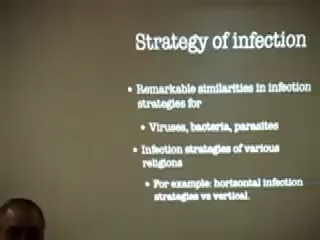 Strategy of infection
• Remarkable similarities in infection
strategies for
• Viruses, bacteria, parasites
• Infection strategies of various
religions
• For example: horizontal infection
strategies vs vertical.